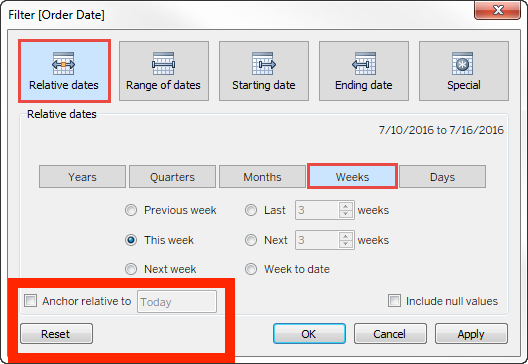 Filter [Order Date]
Relative dates Range of dates Starting date Ending date Special
Relative dates
7/10/2016 to 7/16/2016
Years Quarters Months Weeks Days
Previous week Last 3 weeks
This week Next 3 weeks
Next week Week to date
Anchor relative to Today Include null values
Reset OK Cancel Apply